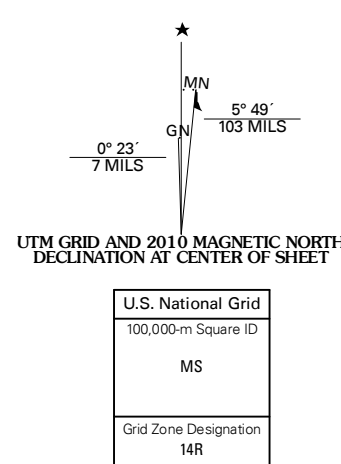 MN
5° 49´
103 MILS
GN
0° 23´
7 MILS
UTM GRID AND 2010 MAGNETIC NORTH
DECLINATION AT CENTER OF SHEET
U.S. National Grid
100,000-m Square ID
MS
Grid Zone Designation
14R